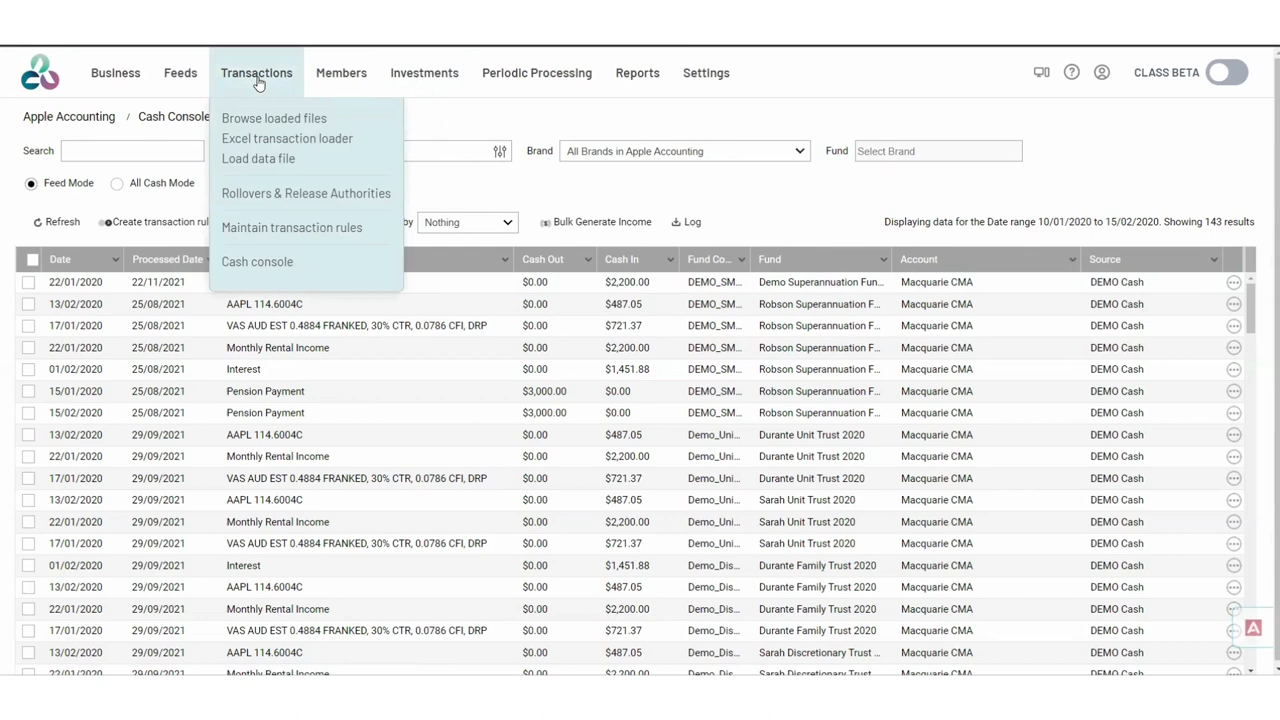 Business Feeds Transactions Members Investments Periodic Processing Reports Settings CLASS BETA
Browse loaded files
Excel transaction loader
Load data file
Rollovers & Release Authorities
Maintain transaction rules
Cash console
Apple Accounting / Cash Console
Search Brand All Brands in Apple Accounting Fund Select Brand
Feed Mode All Cash Mode
Refresh Create transaction rul by Nothing Bulk Generate Income Log Displaying data for the Date range 10/01/2020 to 15/02/2020. Showing 143 results
Date Processed Date Cash Out Cash In Fund Co... Fund Account Source
22/01/2020 22/11/2021 $0.00 $2,200.00 DEMO_SM... Demo Superannuation Fun... Macquarie CMA DEMO Cash
13/02/2020 25/08/2021 AAPL 114.6004C $0.00 $487.05 DEMO_SM... Robson Superannuation F... Macquarie CMA DEMO Cash
17/01/2020 25/08/2021 VAS AUD EST 0.4884 FRANKED, 30% CTR, 0.0786 CFI, DRP $0.00 $721.37 DEMO_SM... Robson Superannuation F... Macquarie CMA DEMO Cash
22/01/2020 25/08/2021 Monthly Rental Income $0.00 $2,200.00 DEMO_SM... Robson Superannuation F... Macquarie CMA DEMO Cash
01/02/2020 25/08/2021 Interest $0.00 $1,451.88 DEMO_SM... Robson Superannuation F... Macquarie CMA DEMO Cash
15/01/2020 25/08/2021 Pension Payment $3,000.00 $0.00 DEMO_SM... Robson Superannuation F... Macquarie CMA DEMO Cash
15/02/2020 25/08/2021 Pension Payment $3,000.00 $0.00 DEMO_SM... Robson Superannuation F... Macquarie CMA DEMO Cash
13/02/2020 29/09/2021 AAPL 114.6004C $0.00 $487.05 Demo_Uni... Durante Unit Trust 2020 Macquarie CMA DEMO Cash
22/01/2020 29/09/2021 Monthly Rental Income $0.00 $2,200.00 Demo_Uni... Durante Unit Trust 2020 Macquarie CMA DEMO Cash
17/01/2020 29/09/2021 VAS AUD EST 0.4884 FRANKED, 30% CTR, 0.0786 CFI, DRP $0.00 $721.37 Demo_Uni... Durante Unit Trust 2020 Macquarie CMA DEMO Cash
13/02/2020 29/09/2021 AAPL 114.6004C $0.00 $487.05 Demo_Uni... Sarah Unit Trust 2020 Macquarie CMA DEMO Cash
22/01/2020 29/09/2021 Monthly Rental Income $0.00 $2,200.00 Demo_Uni... Sarah Unit Trust 2020 Macquarie CMA DEMO Cash
17/01/2020 29/09/2021 VAS AUD EST 0.4884 FRANKED, 30% CTR, 0.0786 CFI, DRP $0.00 $721.37 Demo_Uni... Sarah Unit Trust 2020 Macquarie CMA DEMO Cash
01/02/2020 29/09/2021 Interest $0.00 $1,451.88 Demo_Dis... Durante Family Trust 2020 Macquarie CMA DEMO Cash
13/02/2020 29/09/2021 AAPL 114.6004C $0.00 $487.05 Demo_Dis... Durante Family Trust 2020 Macquarie CMA DEMO Cash
22/01/2020 29/09/2021 Monthly Rental Income $0.00 $2,200.00 Demo_Dis... Durante Family Trust 2020 Macquarie CMA DEMO Cash
17/01/2020 29/09/2021 VAS AUD EST 0.4884 FRANKED, 30% CTR, 0.0786 CFI, DRP $0.00 $721.37 Demo_Dis... Durante Family Trust 2020 Macquarie CMA DEMO Cash
13/02/2020 29/09/2021 AAPL 114.6004C $0.00 $487.05 Demo_Dis... Sarah Discretionary Trust ... Macquarie CMA DEMO Cash